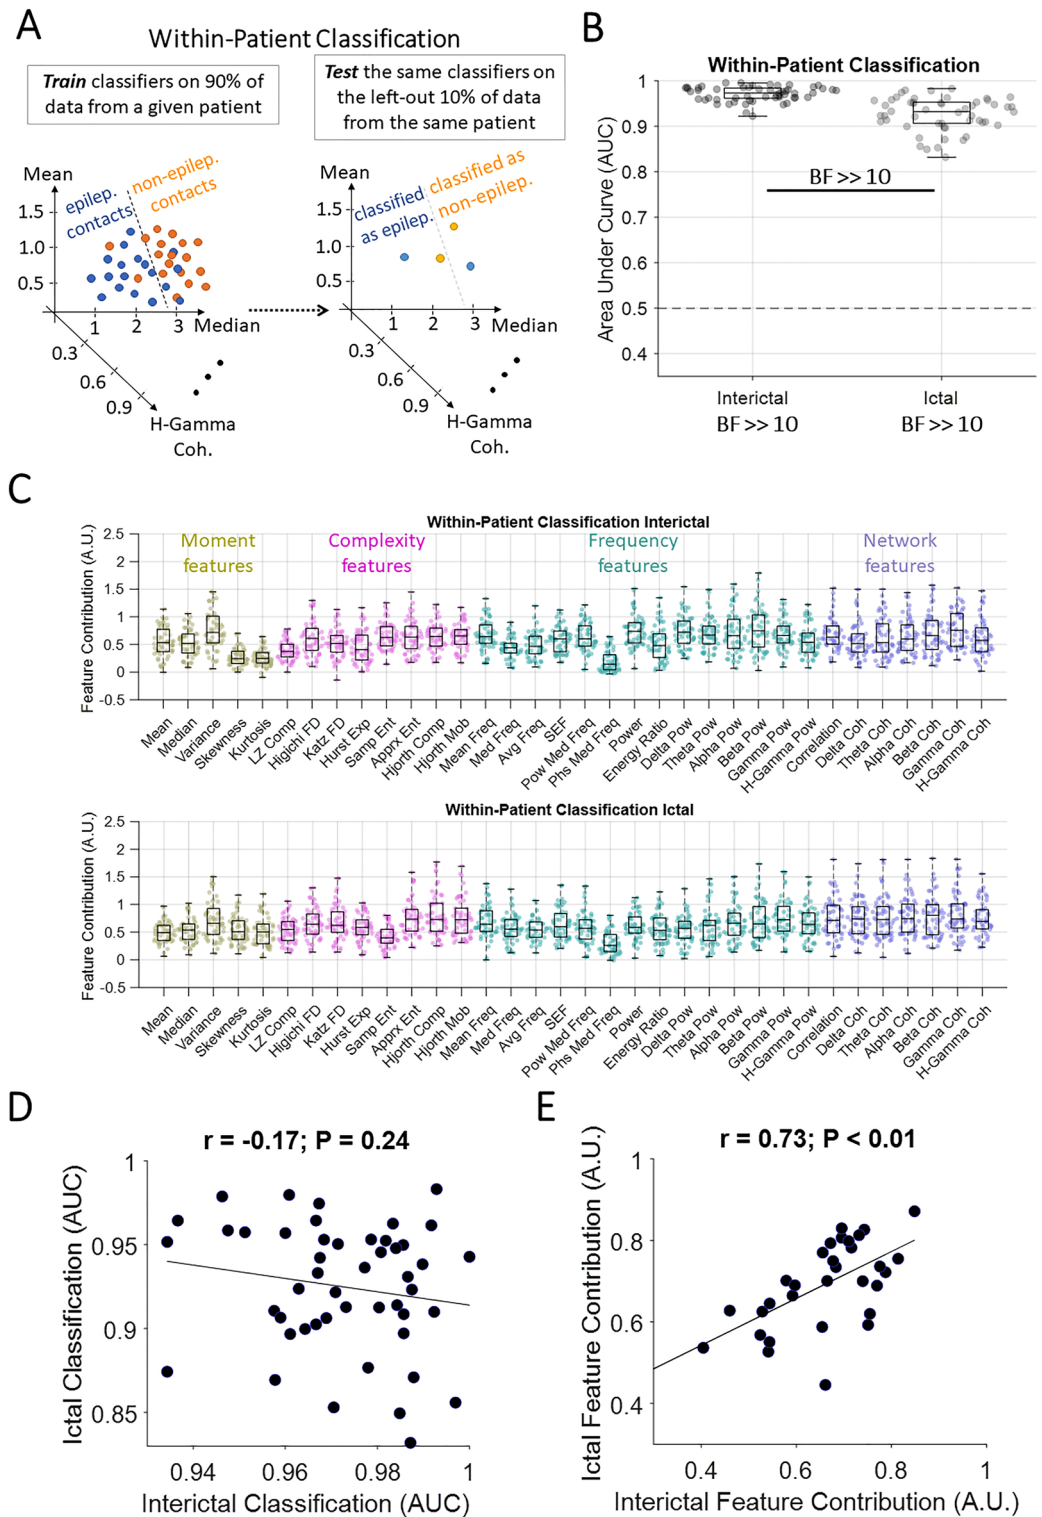 A
Within-Patient Classification
Train classifiers on 90% of
data from a given patient
Test the same classifiers on
the left-out 10% of data
from the same patient
Mean
epilep.
contacts
non-epilep.
contacts
1.5
1.0
0.5
1 2 3 Median
0.3
0.6
0.9
H-Gamma
Coh.
Mean
classified
as epilep.
classified as
non-epilep.
1.5
1.0
0.5
1 2 3
Median
0.3
0.6
0.9
H-Gamma
Coh.
B
Within-Patient Classification
Area Under Curve (AUC)
1
0.9
0.8
0.7
0.6
0.5
0.4
BF >> 10
Interictal Ictal
BF >> 10 BF >> 10
C
Within-Patient Classification Interictal
Feature Contribution (A.U.)
2.5
2
1.5
1
0.5
0
-0.5
Moment
features
Complexity
features
Frequency
features
Network
features
Mean
Median
Variance
Skewness
Kurtosis
LZ Comp
Higichi FD
Katz FD
Hurst Exp
Samp Ent
Apprx Ent
Hjorth Comp
Hjorth Mob
Mean Freq
Med Freq
Avg Freq
SEF
Pow Med Freq
Phs Med Freq
Power
Energy Ratio
Delta Pow
Theta Pow
Alpha Pow
Beta Pow
Gamma Pow
H-Gamma Pow
Correlation
Delta Coh
Theta Coh
Alpha Coh
Beta Coh
Gamma Coh
H-Gamma Coh
Within-Patient Classification Ictal
Feature Contribution (A.U.)
2.5
2
1.5
1
0.5
0
-0.5
Mean
Median
Variance
Skewness
Kurtosis
LZ Comp
Higichi FD
Katz FD
Hurst Exp
Samp Ent
Apprx Ent
Hjorth Comp
Hjorth Mob
Mean Freq
Med Freq
Avg Freq
SEF
Pow Med Freq
Phs Med Freq
Power
Energy Ratio
Delta Pow
Theta Pow
Alpha Pow
Beta Pow
Gamma Pow
H-Gamma Pow
Correlation
Delta Coh
Theta Coh
Alpha Coh
Beta Coh
Gamma Coh
H-Gamma Coh
D
r = -0.17; P = 0.24
Ictal Classification (AUC)
1
0.95
0.9
0.85
0.94 0.96 0.98 1
Interictal Classification (AUC)
E
r = 0.73; P < 0.01
Ictal Feature Contribution (A.U.)
1
0.8
0.6
0.4
0.4 0.6 0.8 1
Interictal Feature Contribution (A.U.)